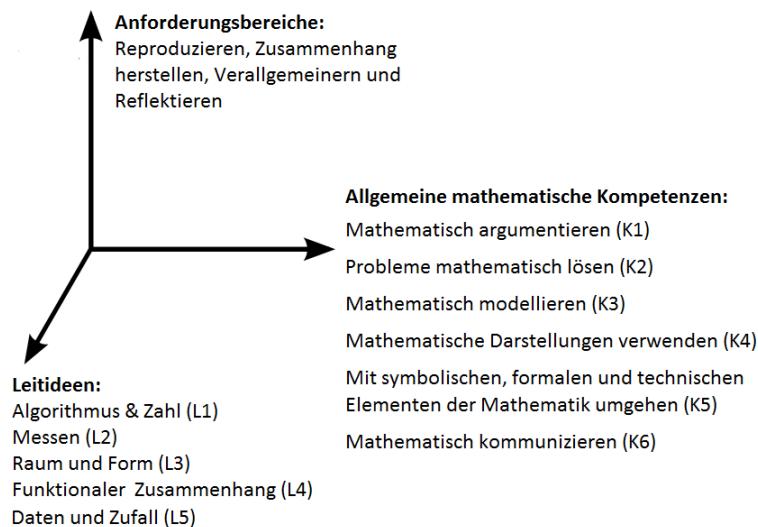 Anforderungsbereiche:
Reproduzieren, Zusammenhang
herstellen, Verallgemeinern und
Reflektieren
Allgemeine mathematische Kompetenzen:
Mathematisch argumentieren (K1)
Probleme mathematisch lösen (K2)
Mathematisch modellieren (K3)
Mathematische Darstellungen verwenden (K4)
Mit symbolischen, formalen und technischen
Elementen der Mathematik umgehen (K5)
Mathematisch kommunizieren (K6)
Leitideen:
Algorithmus & Zahl (L1)
Messen (L2)
Raum und Form (L3)
Funktionaler Zusammenhang (L4)
Daten und Zufall (L5)